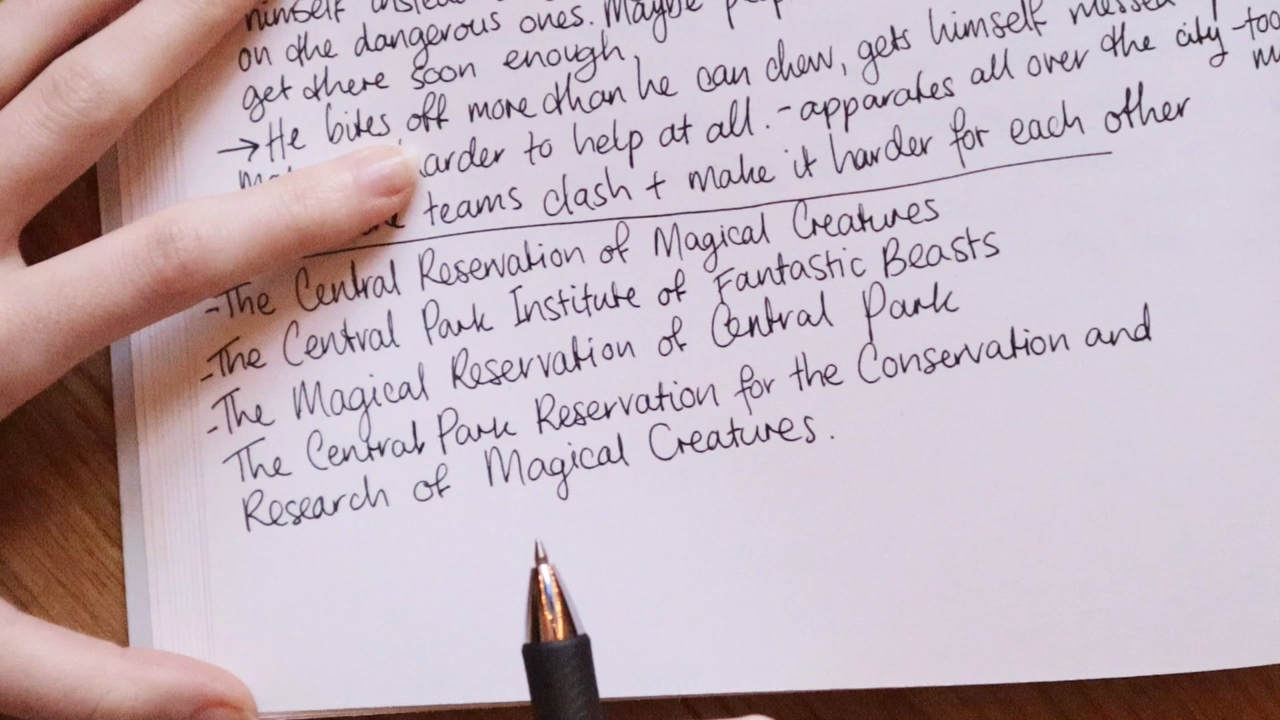 himself instead
on the dangerous ones. Maybe
get there soon enough.
→ He bites off more than he can chew, gets himself messed
harder to help at all. - apparates all over the city - too
teams clash + make it harder for each other
- The Central Reservation of Magical Creatures
- The Central Park Institute of Fantastic Beasts
- The Magical Reservation of Central Park
The Central Park Reservation for the Conservation and
Research of Magical Creatures.